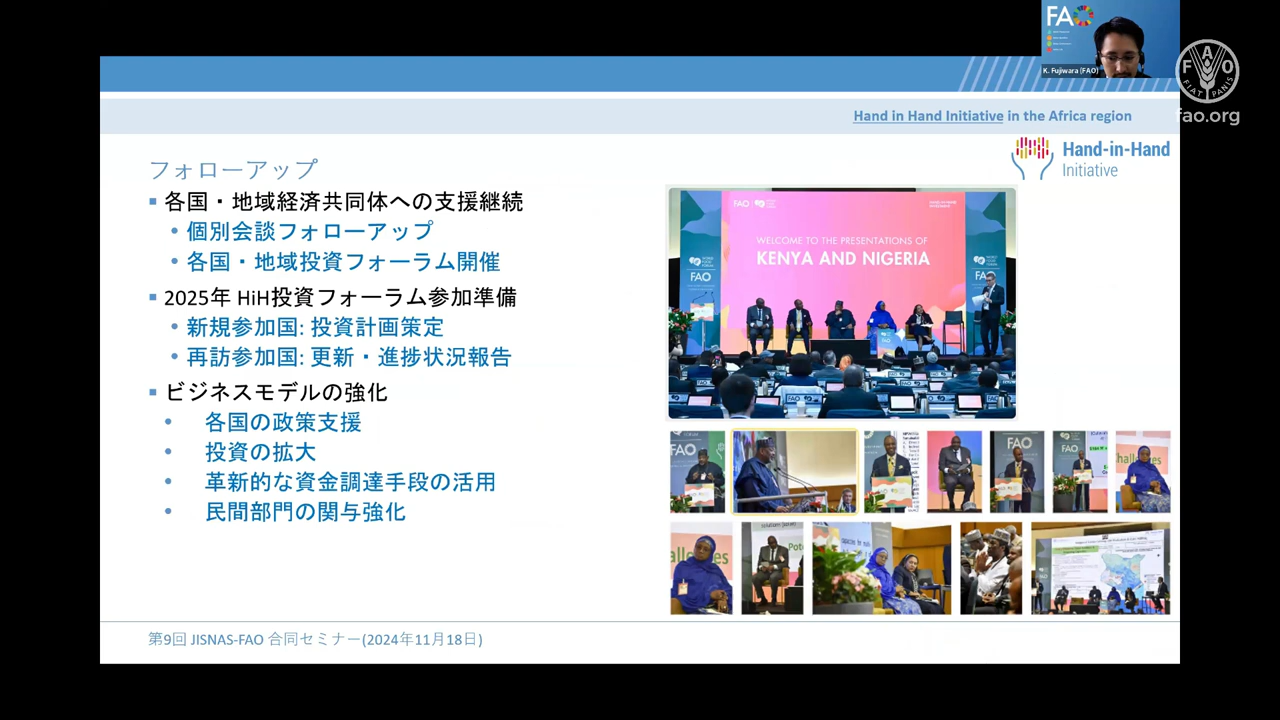 FAO
K. Fujiwara (FAO)
FAO
FIAT PANIS
fao.org
Hand in Hand Initiative in the Africa region
Hand-in-Hand
Initiative
フォローアップ
▪ 各国・地域経済共同体への支援継続
• 個別会談フォローアップ
• 各国・地域投資フォーラム開催
▪ 2025年 HiH投資フォーラム参加準備
• 新規参加国: 投資計画策定
• 再訪参加国: 更新・進捗状況報告
▪ ビジネスモデルの強化
• 各国の政策支援
• 投資の拡大
• 革新的な資金調達手段の活用
• 民間部門の関与強化
FAO
WELCOME TO THE PRESENTATIONS OF
KENYA AND NIGERIA
FAO
FAO
FAO
FAO
Challenges
第9回 JISNAS-FAO 合同セミナー(2024年11月18日)